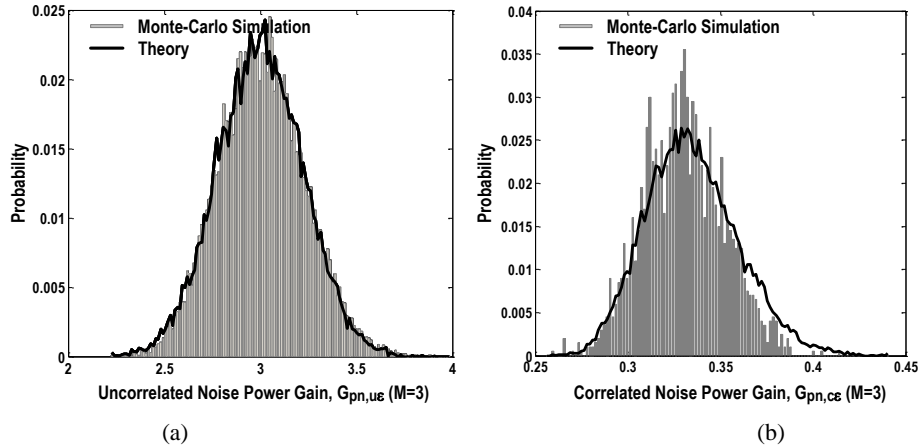 0.025
0.02
0.015
0.01
0.005
0
Probability
Monte-Carlo Simulation
Theory
2
2.5
3
3.5
4
Uncorrelated Noise Power Gain, Gpn,uε (M=3)
(a)
0.04
0.035
0.03
0.025
0.02
0.015
0.01
0.005
0
Probability
Monte-Carlo Simulation
Theory
0.25
0.3
0.35
0.4
0.45
Correlated Noise Power Gain, Gpn,cε (M=3)
(b)